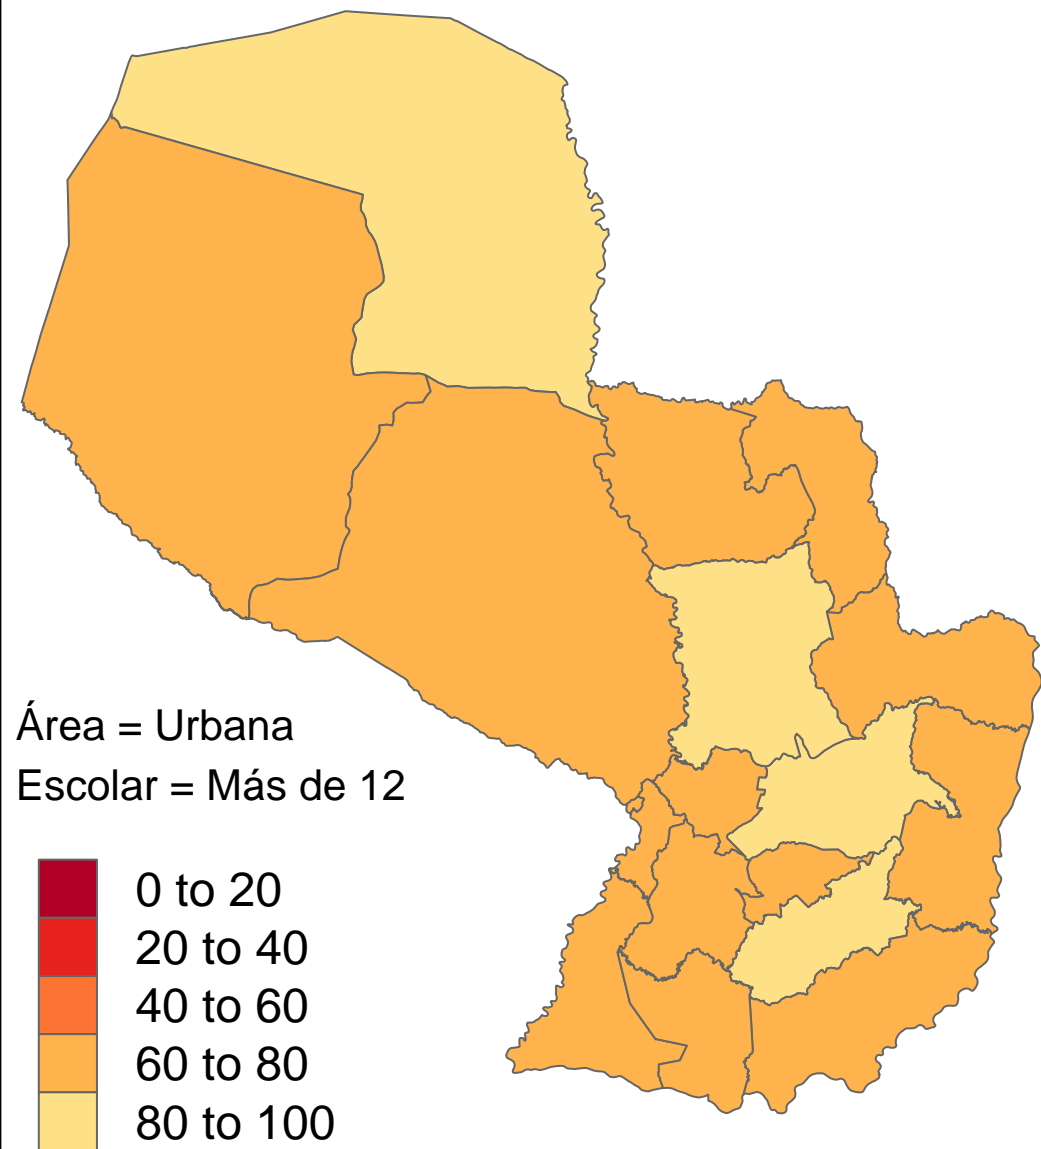 Área = Urbana
Escolar = Más de 12
0 to 20
20 to 40
40 to 60
60 to 80
80 to 100